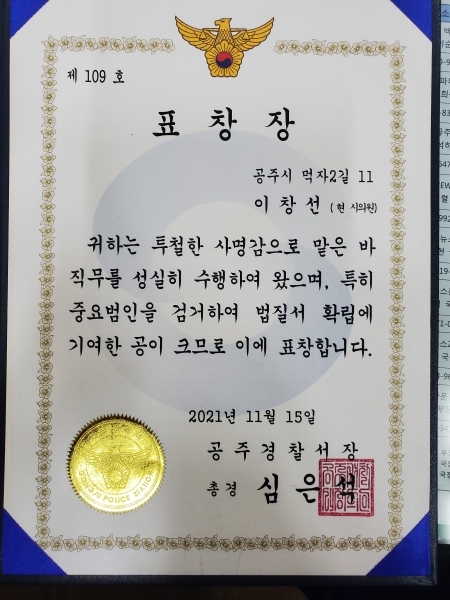 제 109 호
표 창 장
공주시 먹자2길 11
이 창 선 (현 시의원)
귀하는 투철한 사명감으로 맡은 바
직무를 성실히 수행하여 왔으며, 특히
중요범인을 검거하여 법질서 확립에
기여한 공이 크므로 이에 표창합니다.
2021년 11월 15일
공 주 경 찰 서 장
총 경 심 은 석
GONGJU POLICE STATION